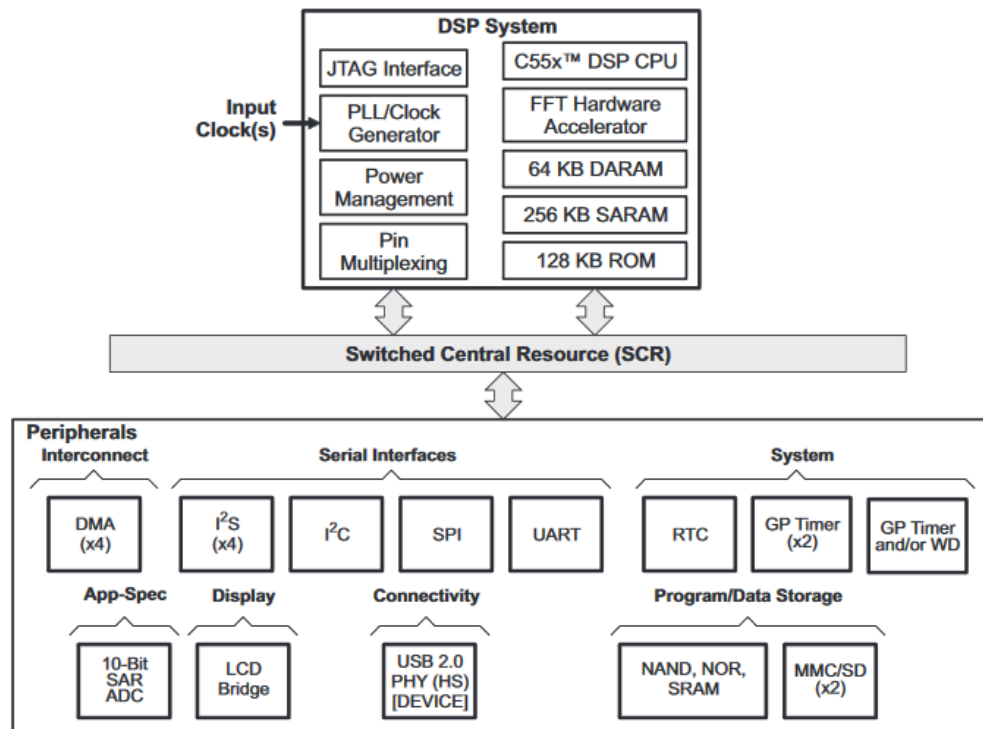 DSP System
JTAG Interface
Input
Clock(s)
PLL/Clock
Generator
Power
Management
Pin
Multiplexing
C55x™ DSP CPU
FFT Hardware
Accelerator
64 KB DARAM
256 KB SARAM
128 KB ROM
Switched Central Resource (SCR)
Peripherals
Interconnect
Serial Interfaces
System
DMA
(x4)
I²S
(x4)
I²C
SPI
UART
RTC
GP Timer
(x2)
GP Timer
and/or WD
App-Spec
Display
Connectivity
Program/Data Storage
10-Bit
SAR
ADC
LCD
Bridge
USB 2.0
PHY (HS)
[DEVICE]
NAND, NOR,
SRAM
MMC/SD
(x2)